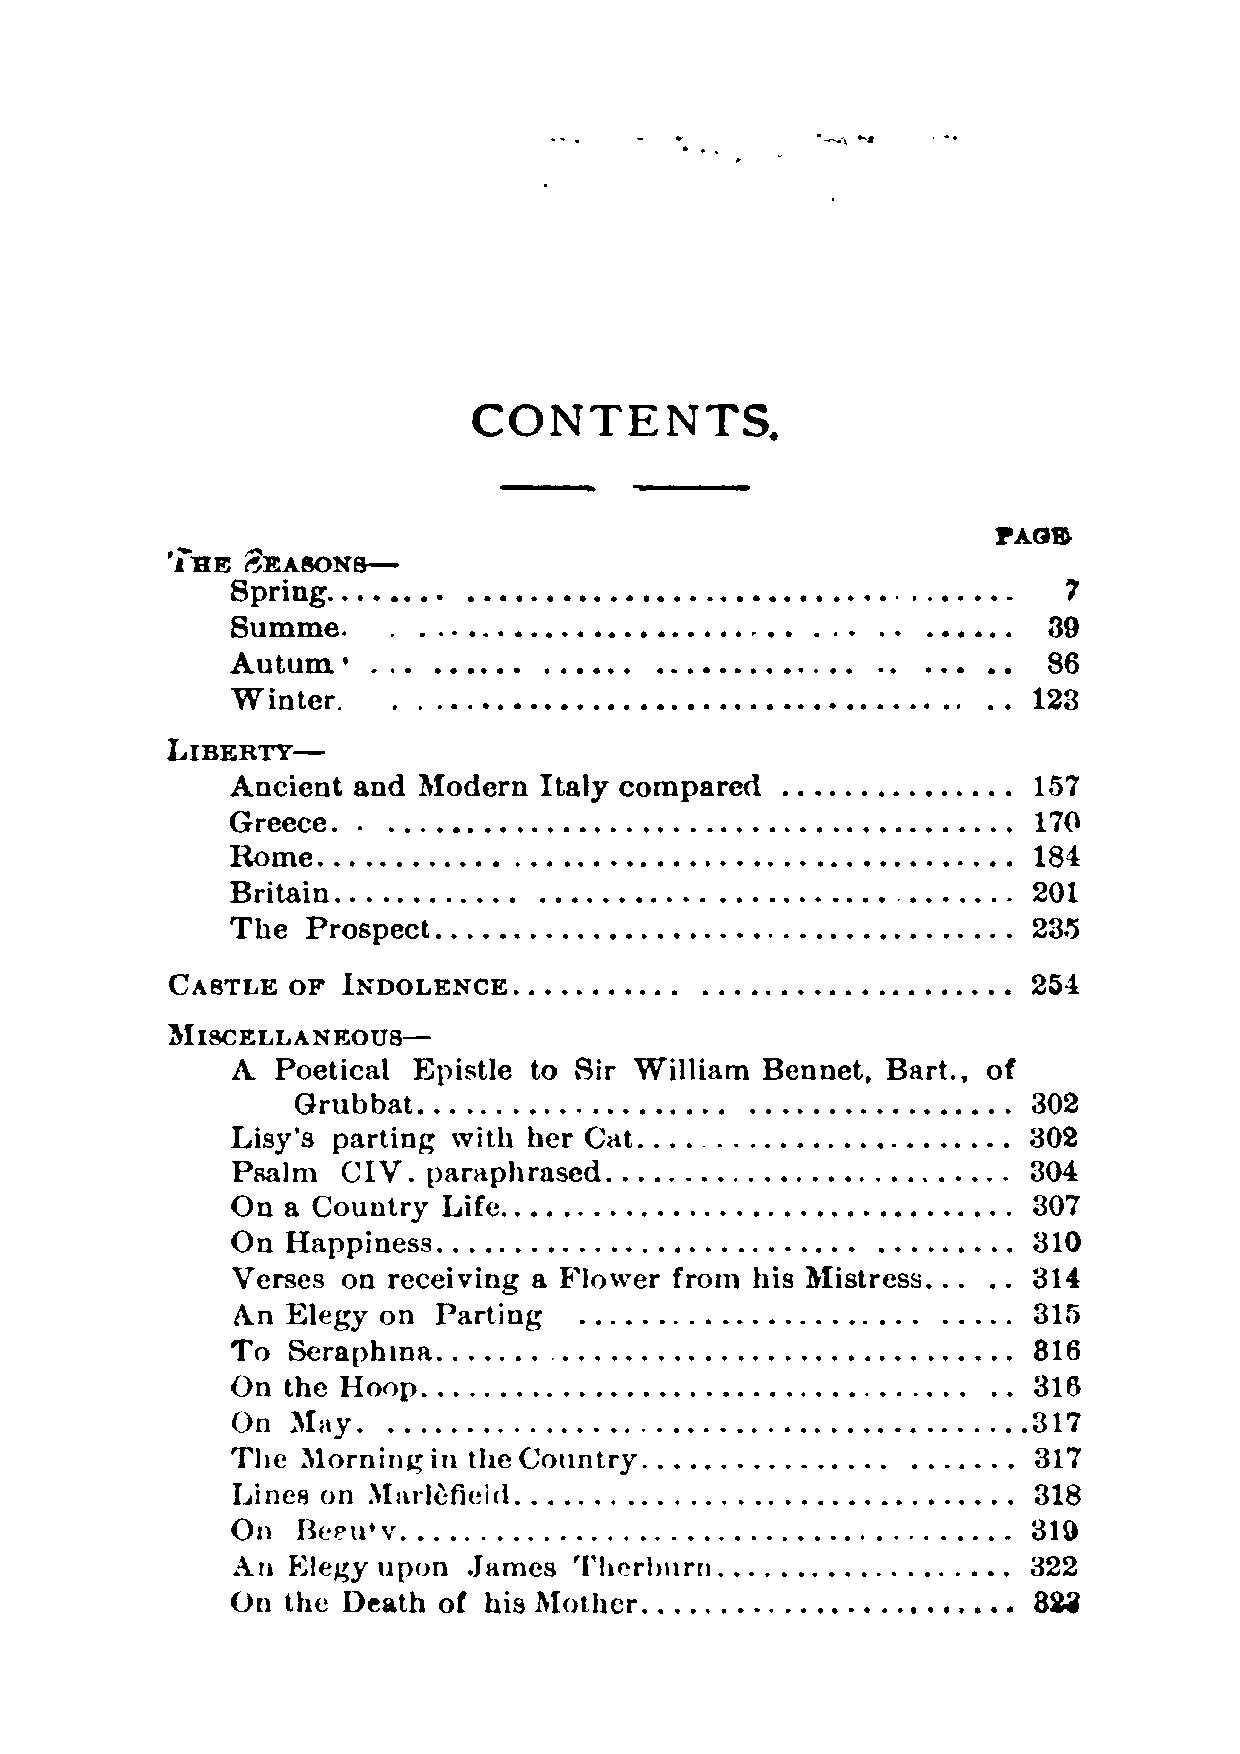 CONTENTS.
PAGE
THE SEASONS—
Spring........ ................................... 7
Summe. . ........................ ... .. ...... 39
Autum' ... ...... ...... ............. .. ... .. 86
Winter. .................................... .. 123
LIBERTY—
Ancient and Modern Italy compared ............... 157
Greece. . ........................................ 170
Rome............ ................................ 184
Britain............ .............................. 201
The Prospect..................................... 235
CASTLE OF INDOLENCE........... .................... 254
MISCELLANEOUS—
A Poetical Epistle to Sir William Bennet, Bart., of
Grubbat.................... ................. 302
Lisy's parting with her Cat........................ 302
Psalm CIV. paraphrased.......................... 304
On a Country Life................................. 307
On Happiness........................... ......... 310
Verses on receiving a Flower from his Mistress... .. 314
An Elegy on Parting ...................... ..... 315
To Seraphina..................................... 316
On the Hoop................................... .. 316
On May. .........................................317
The Morning in the Country................ ....... 317
Lines on Marlèfield................................ 318
On Beauty....................................... 319
An Elegy upon James Therburn................... 322
On the Death of his Mother........................